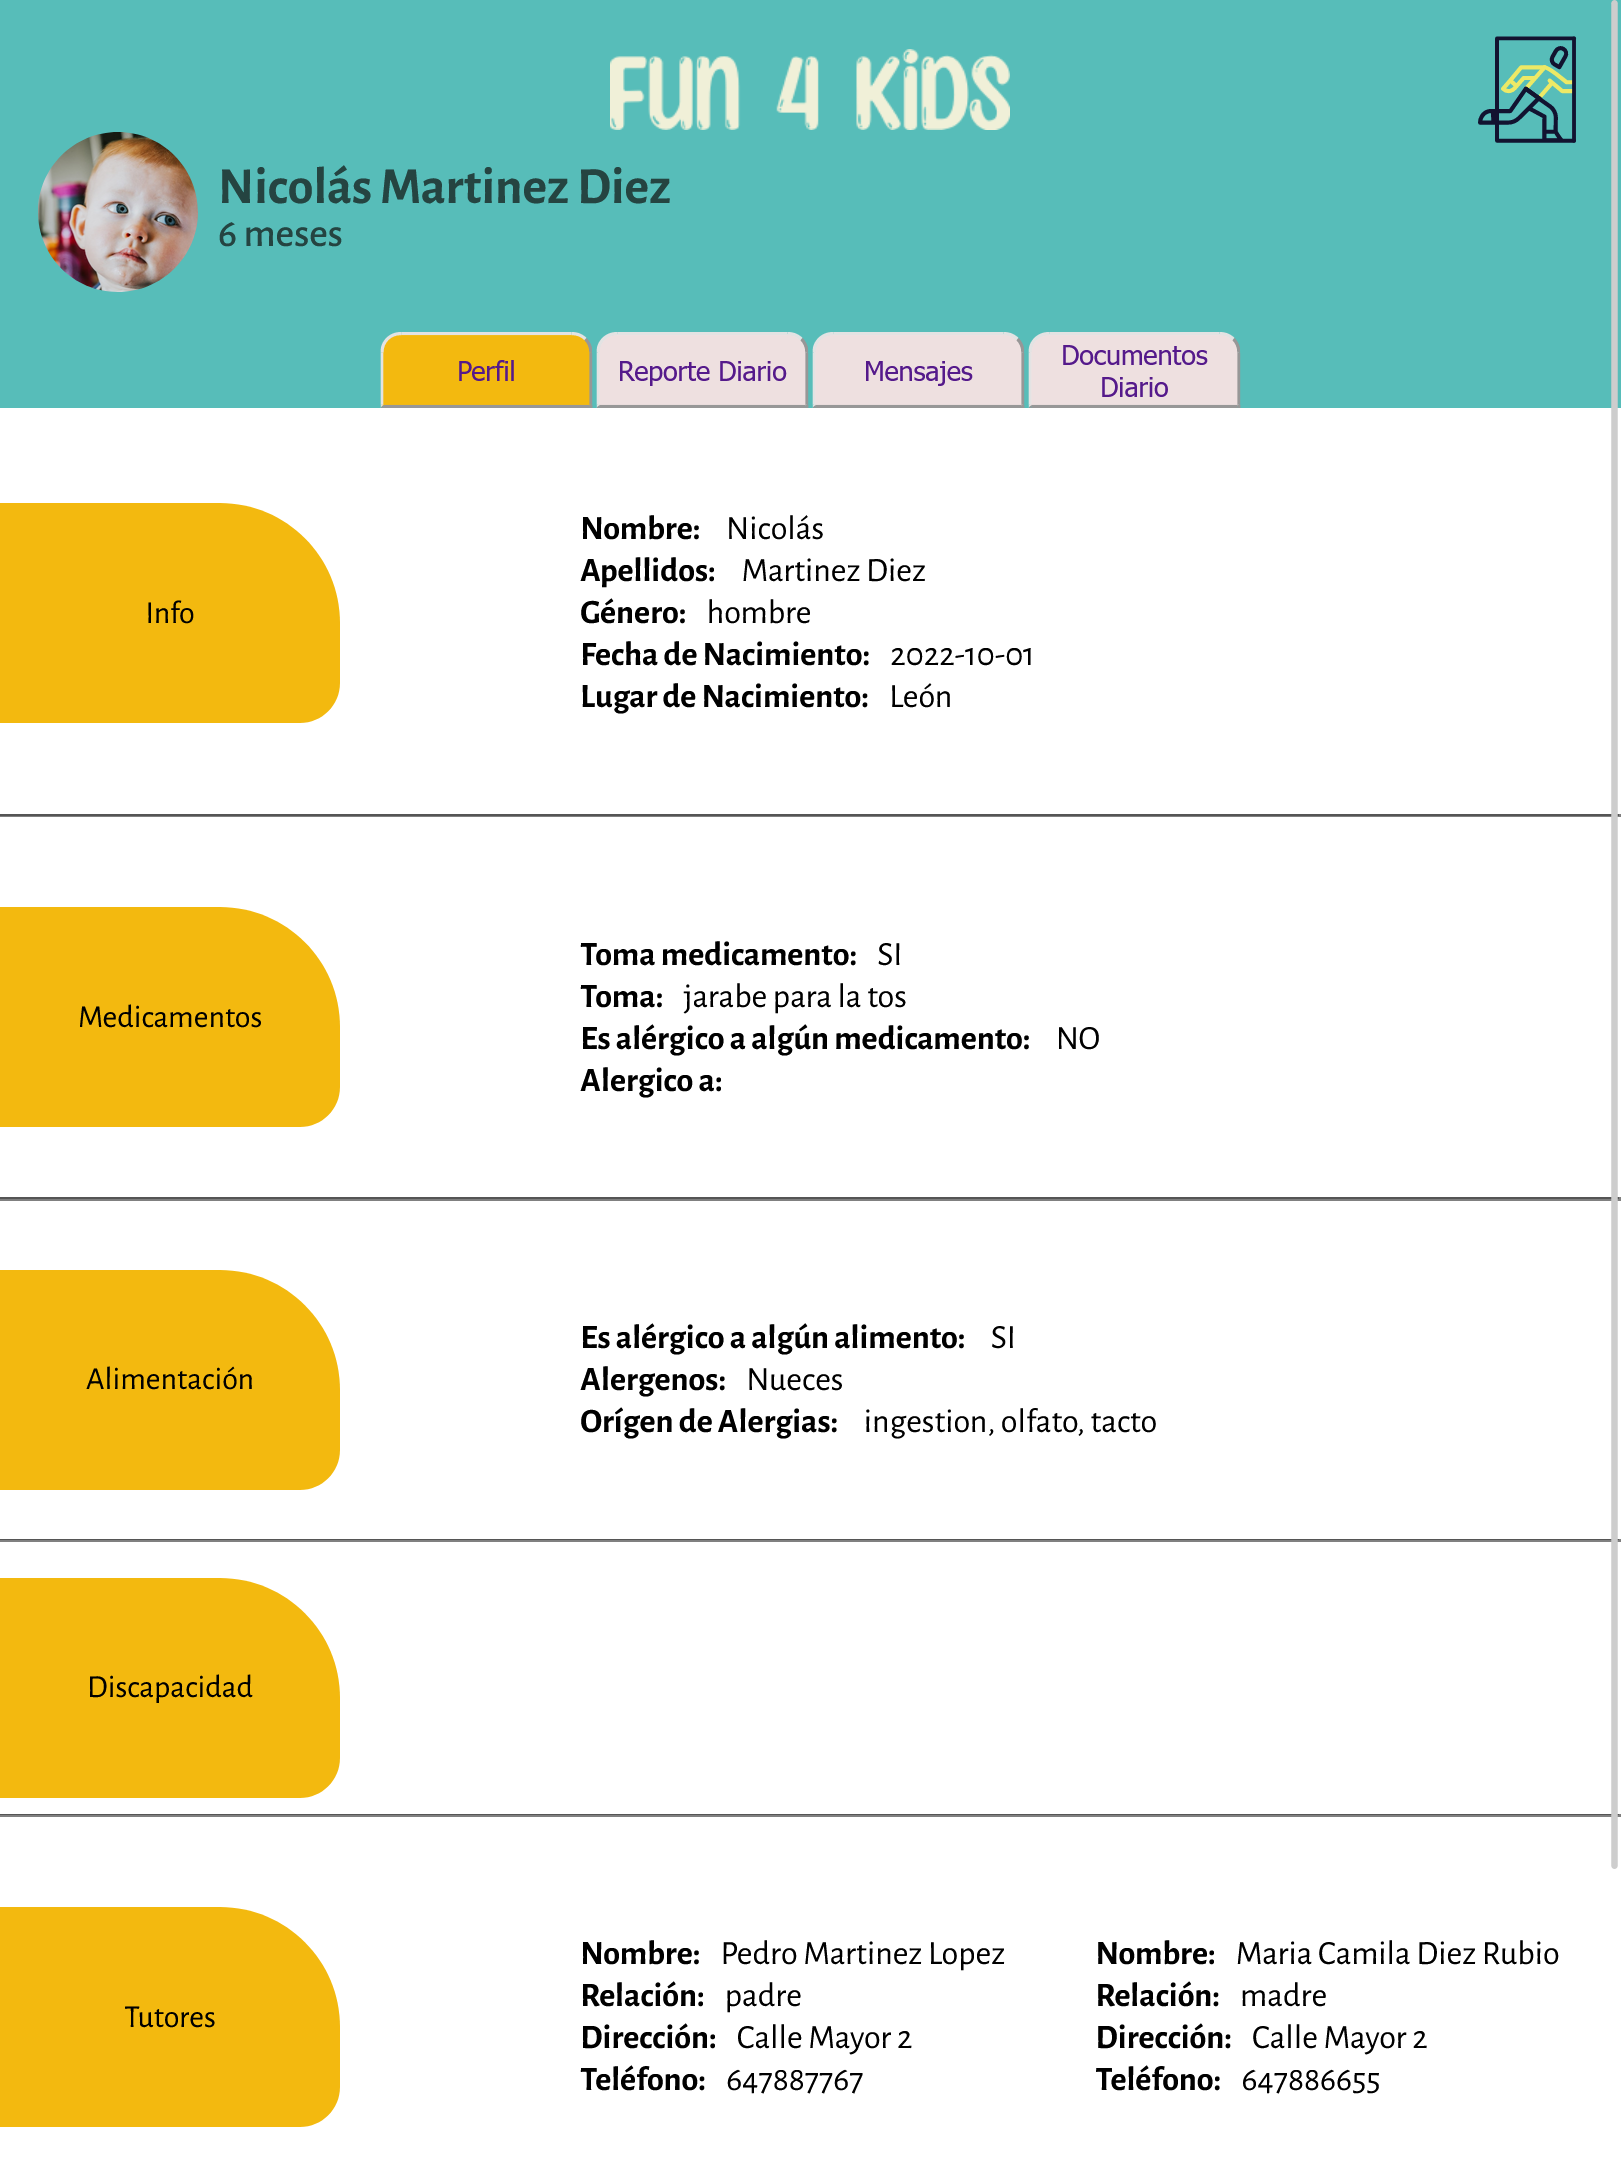 FUN 4 KiDS
Nicolás Martinez Diez
6 meses
Perfil
Reporte Diario
Mensajes
Documentos
Diario
Info
Nombre: Nicolás
Apellidos: Martinez Diez
Género: hombre
Fecha de Nacimiento: 2022-10-01
Lugar de Nacimiento: León
Medicamentos
Toma medicamento: SI
Toma: jarabe para la tos
Es alérgico a algún medicamento: NO
Alergico a:
Alimentación
Es alérgico a algún alimento: SI
Alergenos: Nueces
Orígen de Alergias: ingestion, olfato, tacto
Discapacidad
Tutores
Nombre: Pedro Martinez Lopez
Relación: padre
Dirección: Calle Mayor 2
Teléfono: 647887767
Nombre: Maria Camila Diez Rubio
Relación: madre
Dirección: Calle Mayor 2
Teléfono: 647886655